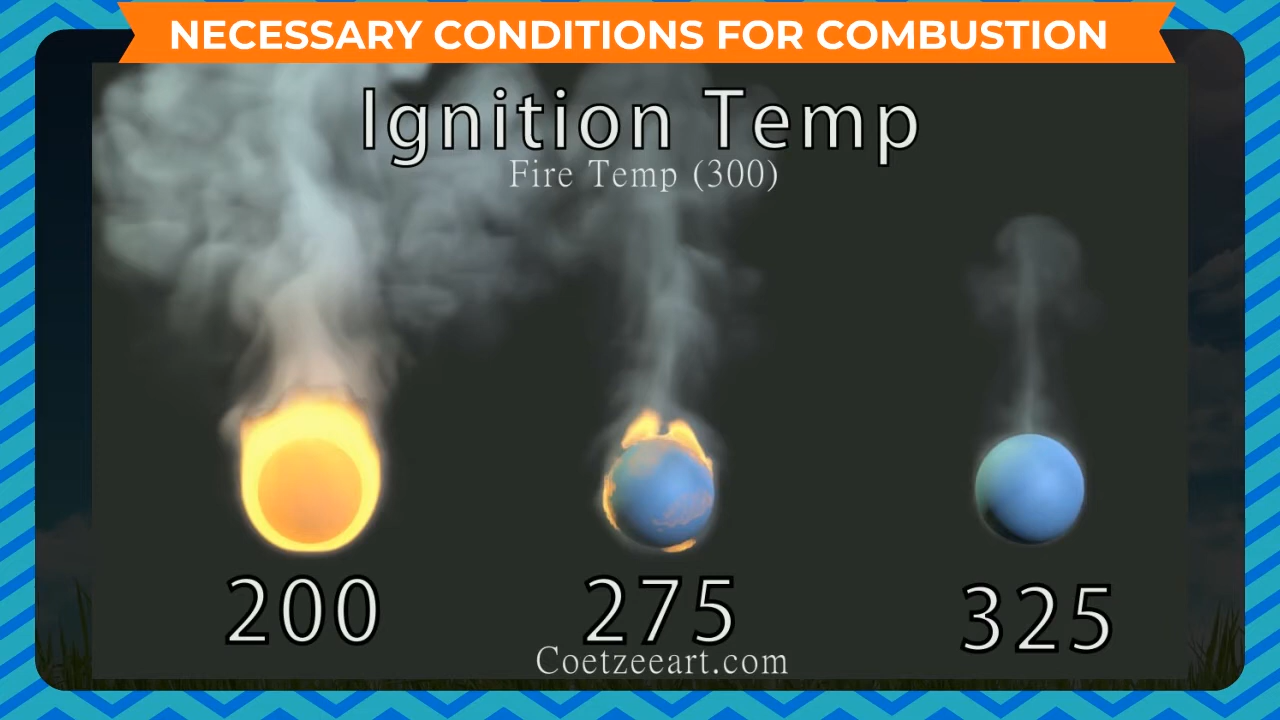 NECESSARY CONDITIONS FOR COMBUSTION
Ignition Temp
Fire Temp (300)
200 275 325
Coetzeeart.com